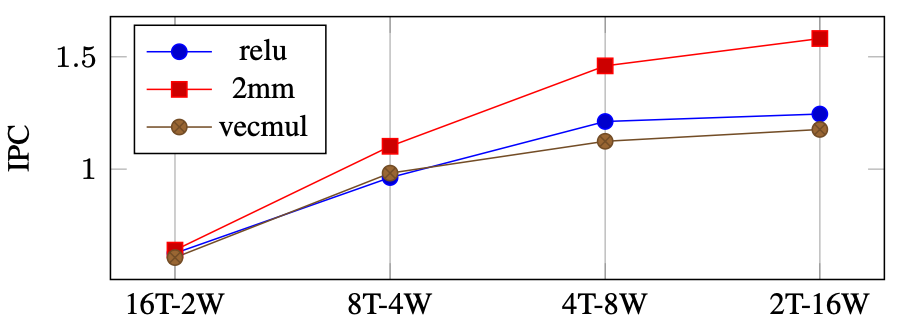 relu
2mm
vecmul
1.5
1
IPC
16T-2W 8T-4W 4T-8W 2T-16W